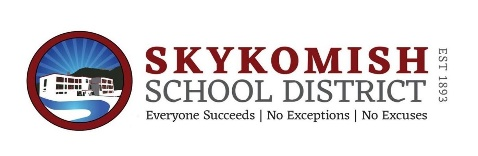 SKYKOMISH
SCHOOL DISTRICT
EST 1893
Everyone Succeeds | No Exceptions | No Excuses